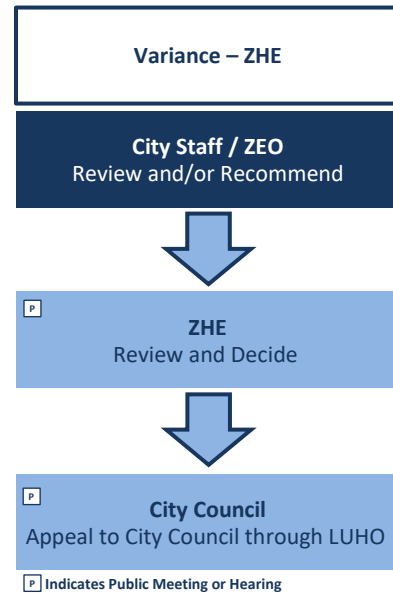 Variance – ZHE
City Staff / ZEO
Review and/or Recommend
P
ZHE
Review and Decide
P
City Council
Appeal to City Council through LUHO
P Indicates Public Meeting or Hearing